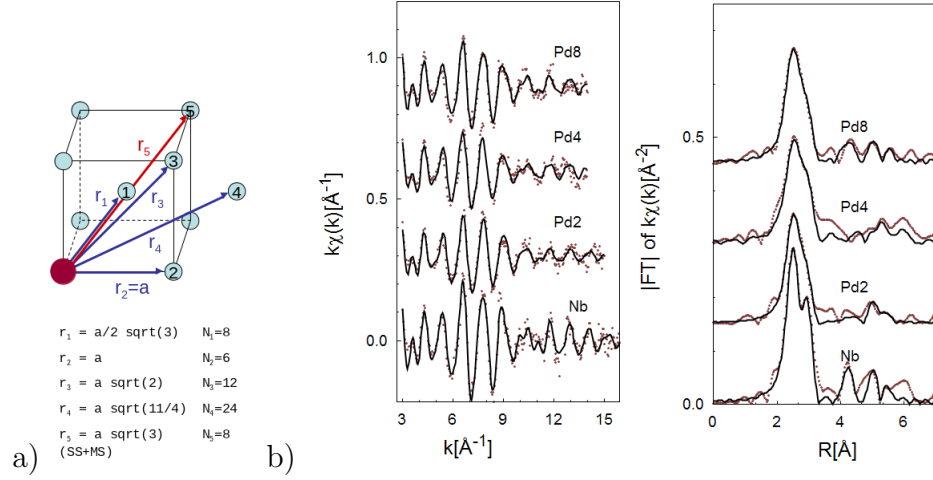 5
r₅
3
1
r₁
r₃
4
r₄
2
r₂=a
r₁ = a/2 sqrt(3) N₁=8
r₂ = a N₂=6
r₃ = a sqrt(2) N₃=12
r₄ = a sqrt(11/4) N₄=24
r₅ = a sqrt(3) N₅=8
(SS+MS)
a)
b)
kχ(k)[Å⁻¹]
1.0
0.5
0.0
Pd8
Pd4
Pd2
Nb
3 6 9 12 15
k[Å⁻¹]
|FT| of kχ(k)[Å⁻²]
0.5
0.0
Pd8
Pd4
Pd2
Nb
0 2 4 6
R[Å]